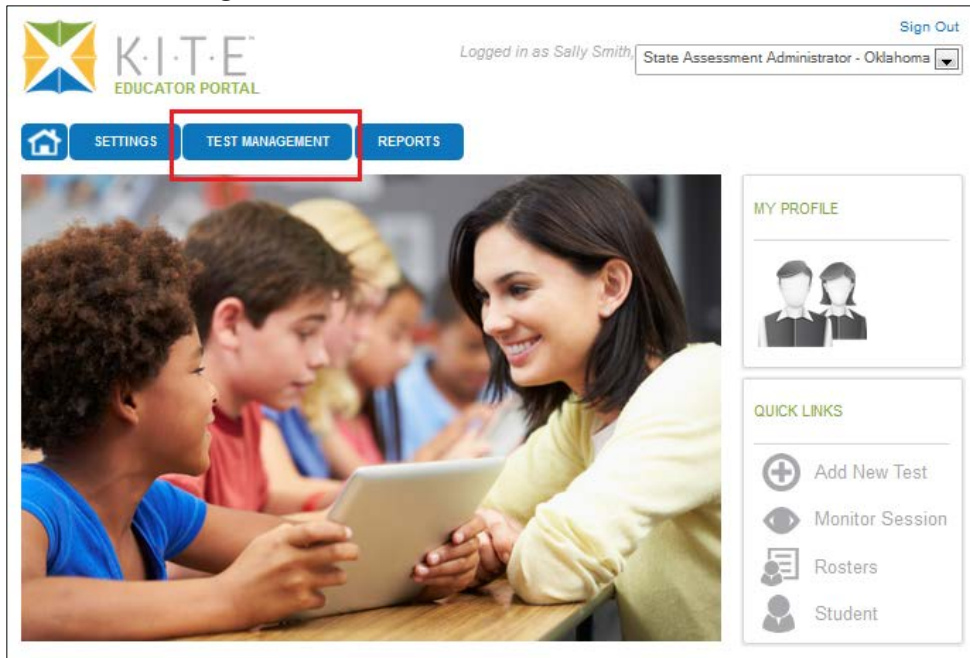 Sign Out
K·I·T·E™
EDUCATOR PORTAL
Logged in as Sally Smith, State Assessment Administrator - Oklahoma
SETTINGS TEST MANAGEMENT REPORTS
MY PROFILE
QUICK LINKS
Add New Test
Monitor Session
Rosters
Student